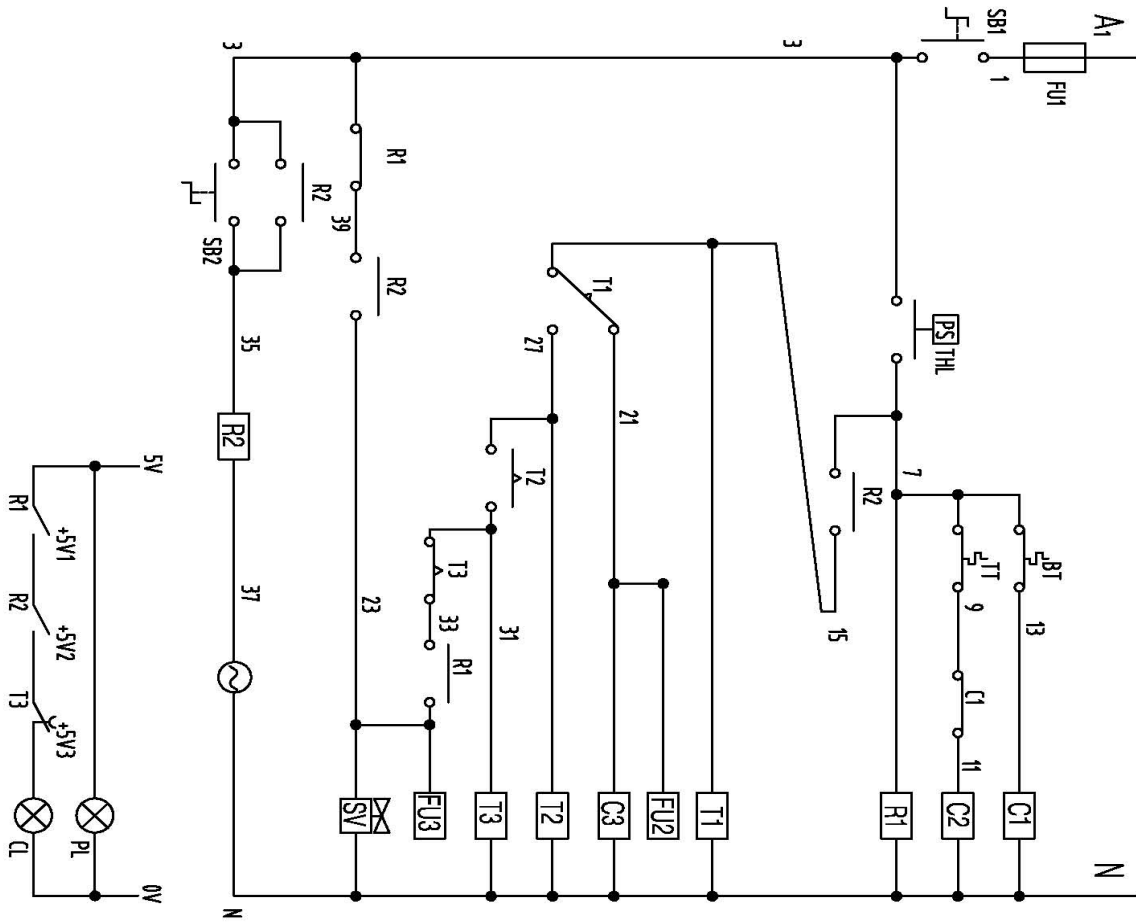 A1
N
FU1
1
SB1
3
3
PS
THL
7
BT
13
C1
TT
9
C1
11
C2
R1
R2
15
T1
T1
21
FU2
C3
27
T2
T2
31
T3
T3
33
R1
FU3
R1
39
R2
23
SV
R2
SB2
35
R2
37
N
5V
0V
PL
R1
+5V1
R2
+5V2
T3
+5V3
CL